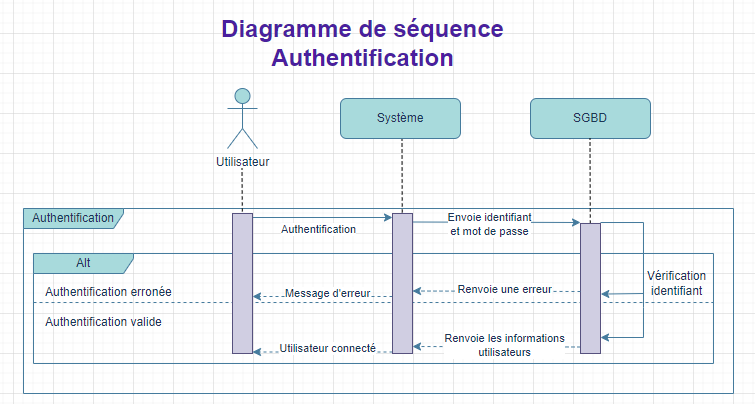 Diagramme de séquence
Authentification
Système
SGBD
Utilisateur
Authentification
Authentification
Envoie identifiant
et mot de passe
Alt
Vérification
identifiant
Authentification erronée
Message d'erreur
Renvoie une erreur
Authentification valide
Utilisateur connecté
Renvoie les informations
utilisateurs